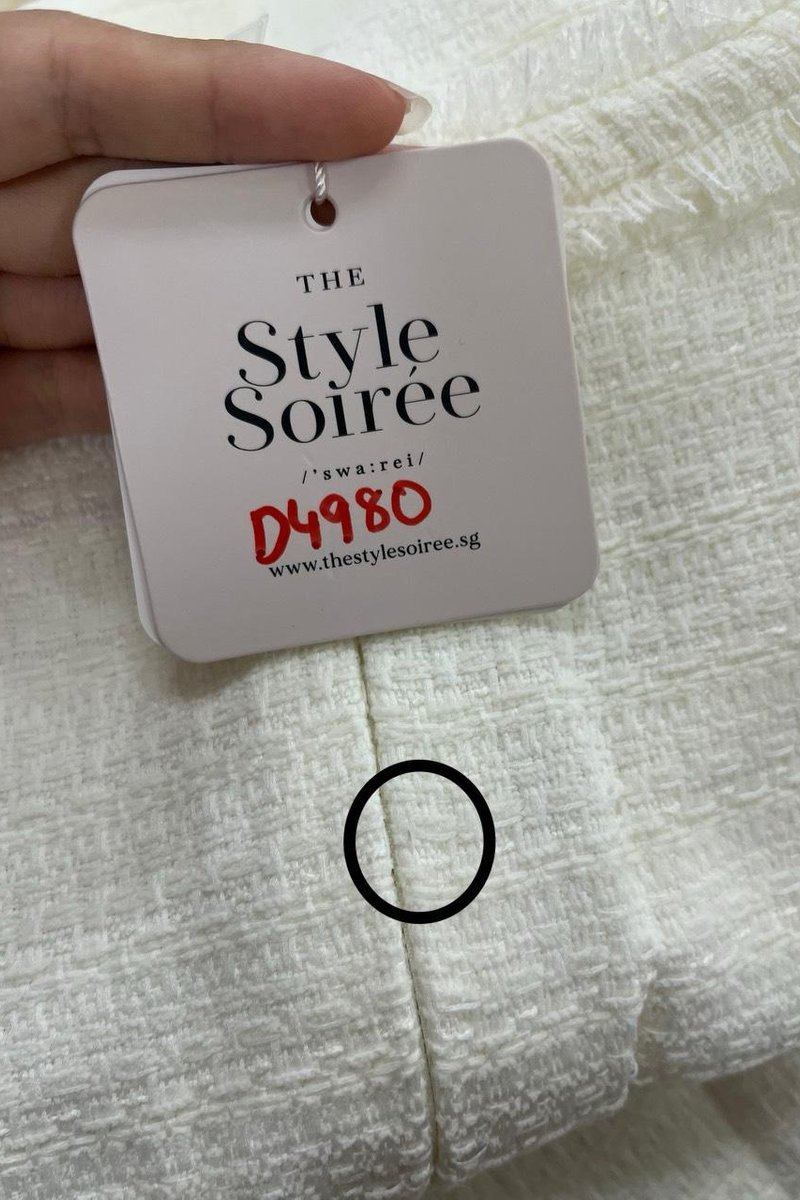 THE
Style
Soirée
/'swa:rei/
D4980
www.thestylesoiree.sg